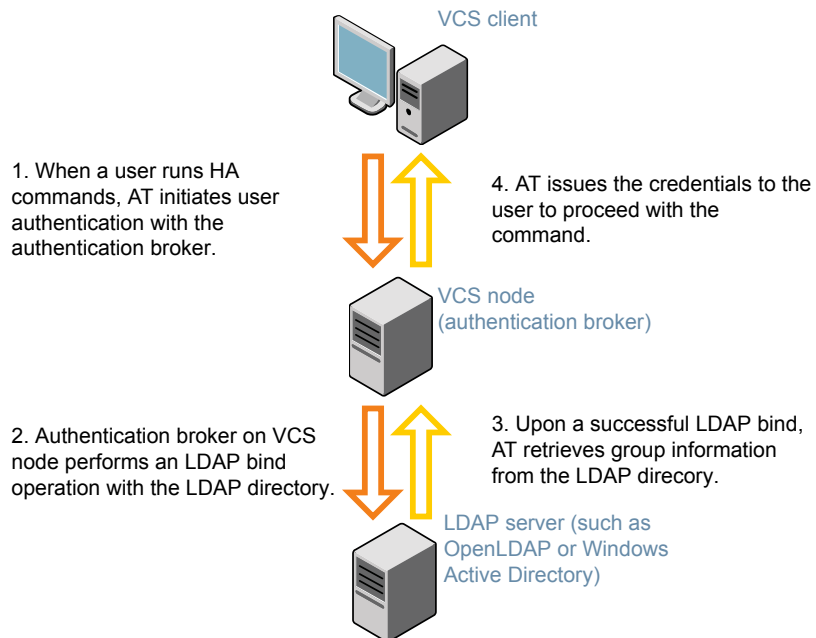 VCS client
1. When a user runs HA
commands, AT initiates user
authentication with the
authentication broker.
4. AT issues the credentials to the
user to proceed with the
command.
VCS node
(authentication broker)
2. Authentication broker on VCS
node performs an LDAP bind
operation with the LDAP directory.
3. Upon a successful LDAP bind,
AT retrieves group information
from the LDAP direcory.
LDAP server (such as
OpenLDAP or Windows
Active Directory)